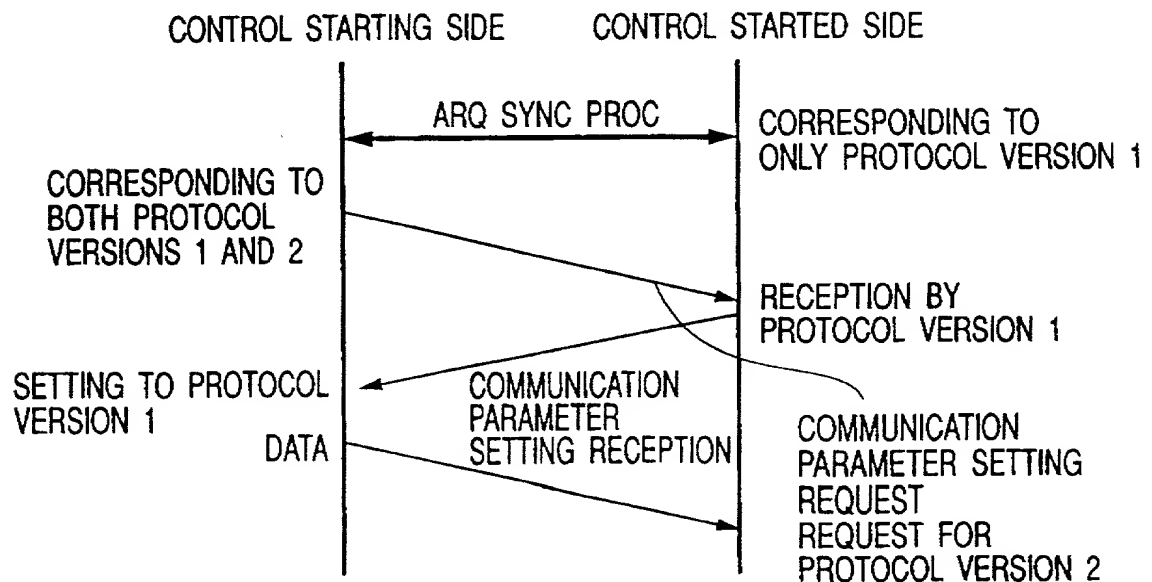 CONTROL STARTING SIDE
CONTROL STARTED SIDE
ARQ SYNC PROC
CORRESPONDING TO
ONLY PROTOCOL VERSION 1
CORRESPONDING TO
BOTH PROTOCOL
VERSIONS 1 AND 2
RECEPTION BY
PROTOCOL VERSION 1
SETTING TO PROTOCOL
VERSION 1
COMMUNICATION
PARAMETER
SETTING RECEPTION
DATA
COMMUNICATION
PARAMETER SETTING
REQUEST
REQUEST FOR
PROTOCOL VERSION 2